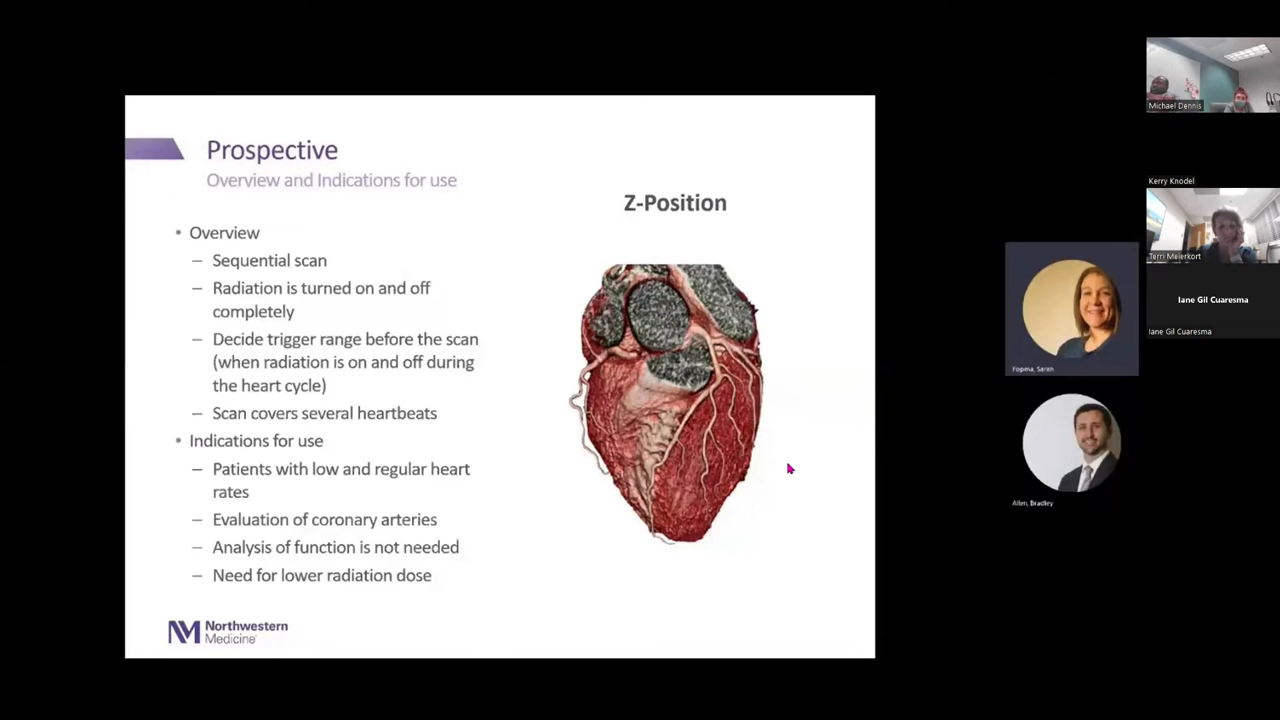 Prospective
Overview and Indications for use
Z-Position
• Overview
– Sequential scan
– Radiation is turned on and off
completely
– Decide trigger range before the scan
(when radiation is on and off during
the heart cycle)
– Scan covers several heartbeats
• Indications for use
– Patients with low and regular heart
rates
– Evaluation of coronary arteries
– Analysis of function is not needed
– Need for lower radiation dose
NM Northwestern
Medicine
Michael Dennis
Kerry Knodel
Terri Meierkort
Iane Gil Cuaresma
Iane Gil Cuaresma
Fopma, Sarah
Allen, Bradley